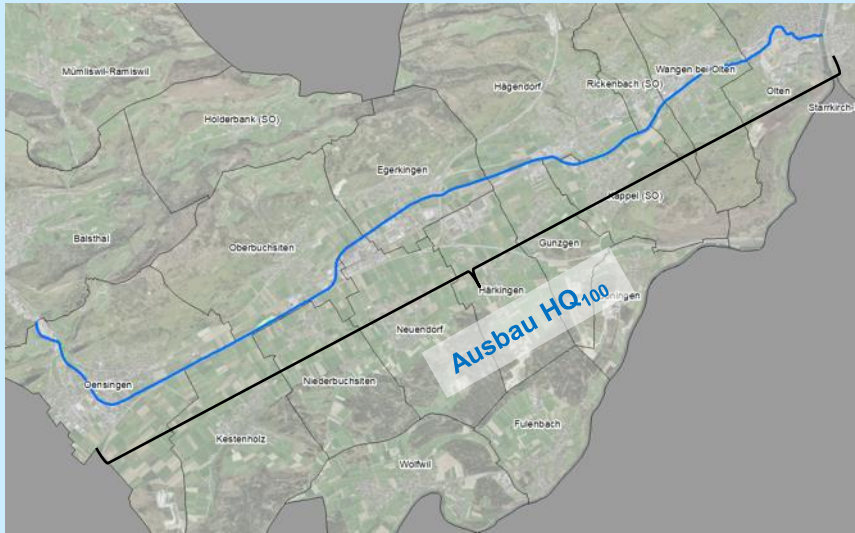 Mümliswil-Ramiswil
Holderbank (SO)
Hägendorf
Rickenbach (SO)
Wangen bei Olten
Olten
Starrkirch-
Egerkingen
Balsthal
Oberbuchsiten
Kappel (SO)
Gunzgen
Härkingen
Neuendorf
Ausbau HQ₁₀₀
Oensingen
Niederbuchsiten
Kestenholz
Fulenbach
Wolfwil